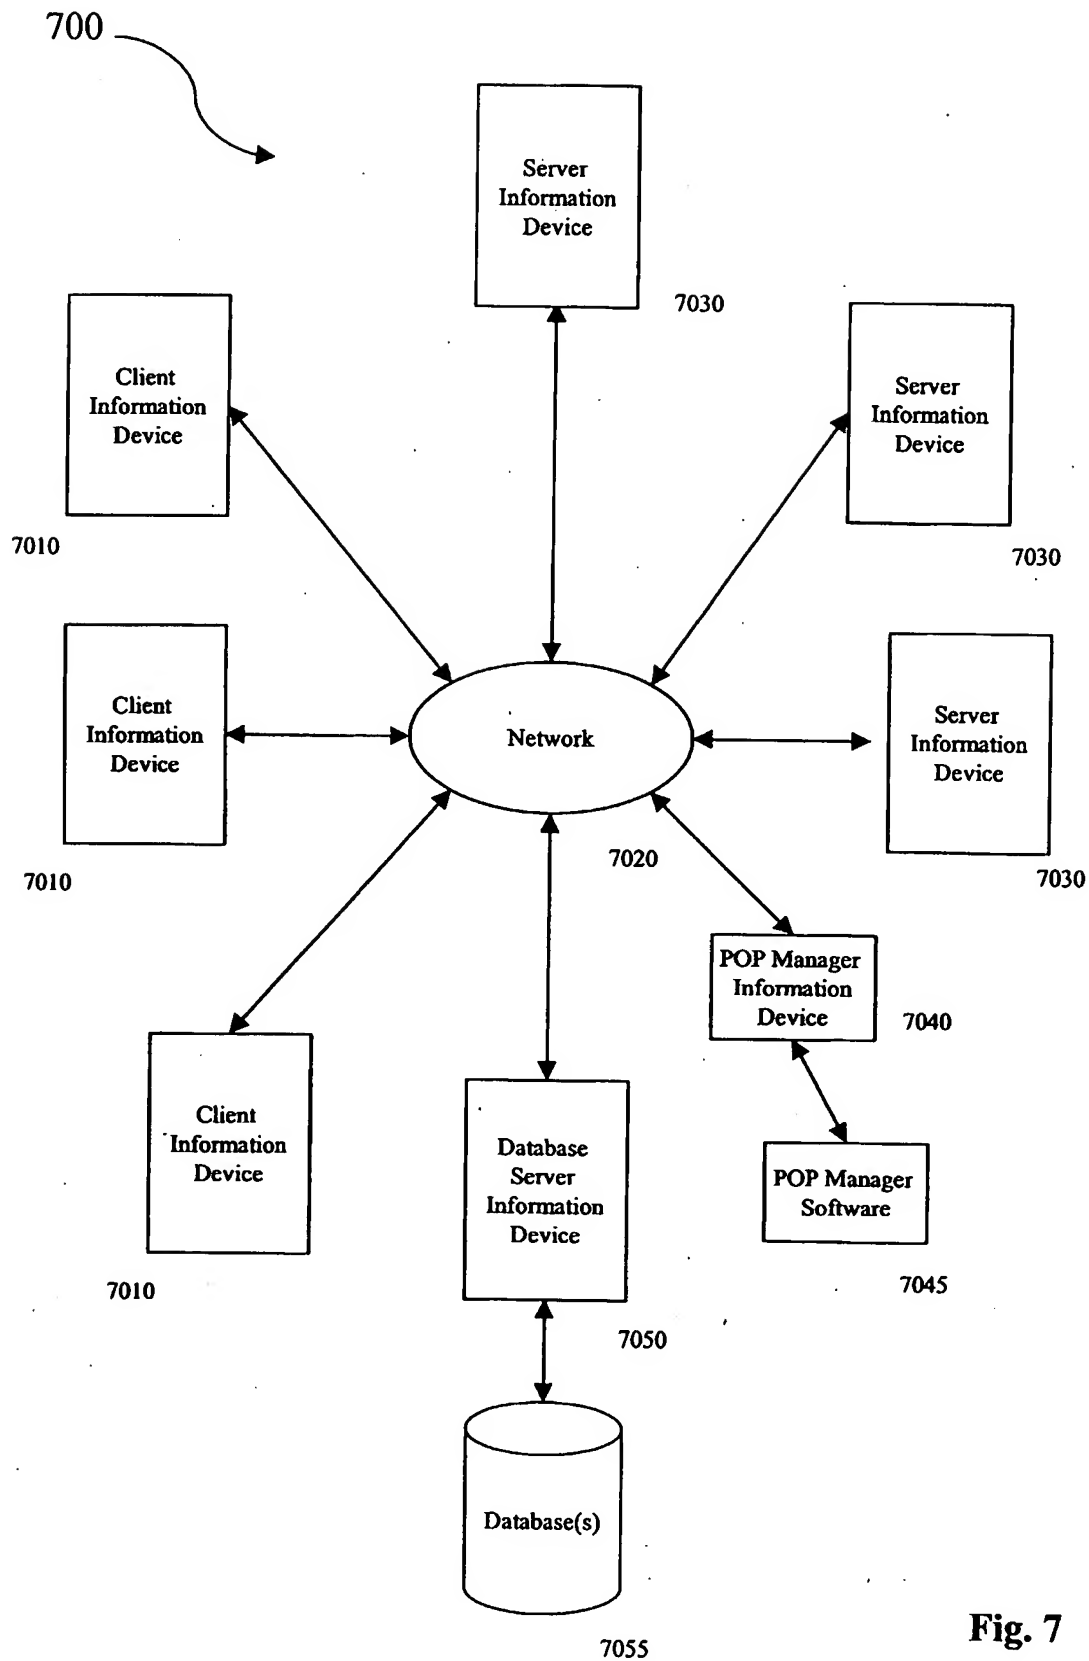 700
Server
Information
Device
7030
Client
Information
Device
7010
Server
Information
Device
7030
Client
Information
Device
7010
Network
7020
Server
Information
Device
7030
POP Manager
Information
Device
7040
Client
Information
Device
7010
Database
Server
Information
Device
7050
POP Manager
Software
7045
Database(s)
7055
Fig. 7